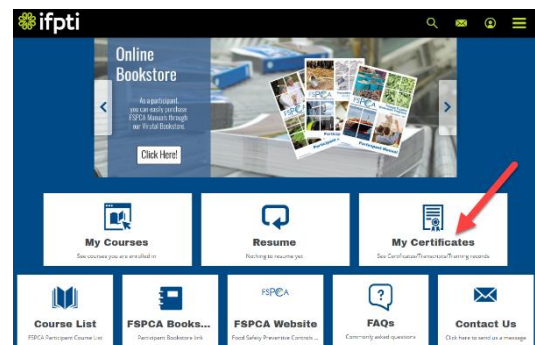 ifpti
Online
Bookstore
As a participant,
you can easily purchase
FSPCA Manuals through
our Virtual Bookstore.
Click Here!
FSPCA
Participant Manual
My Courses
See courses you are enrolled in
Resume
Nothing to resume yet
My Certificates
See Certificates/Transcripts/Training records
Course List
FSPCA Participant Course List
FSPCA Books...
Participant Bookstore link
FSPCA
FSPCA Website
Food Safety Preventive Controls ...
FAQs
Commonly asked questions
Contact Us
Click here to send us a message